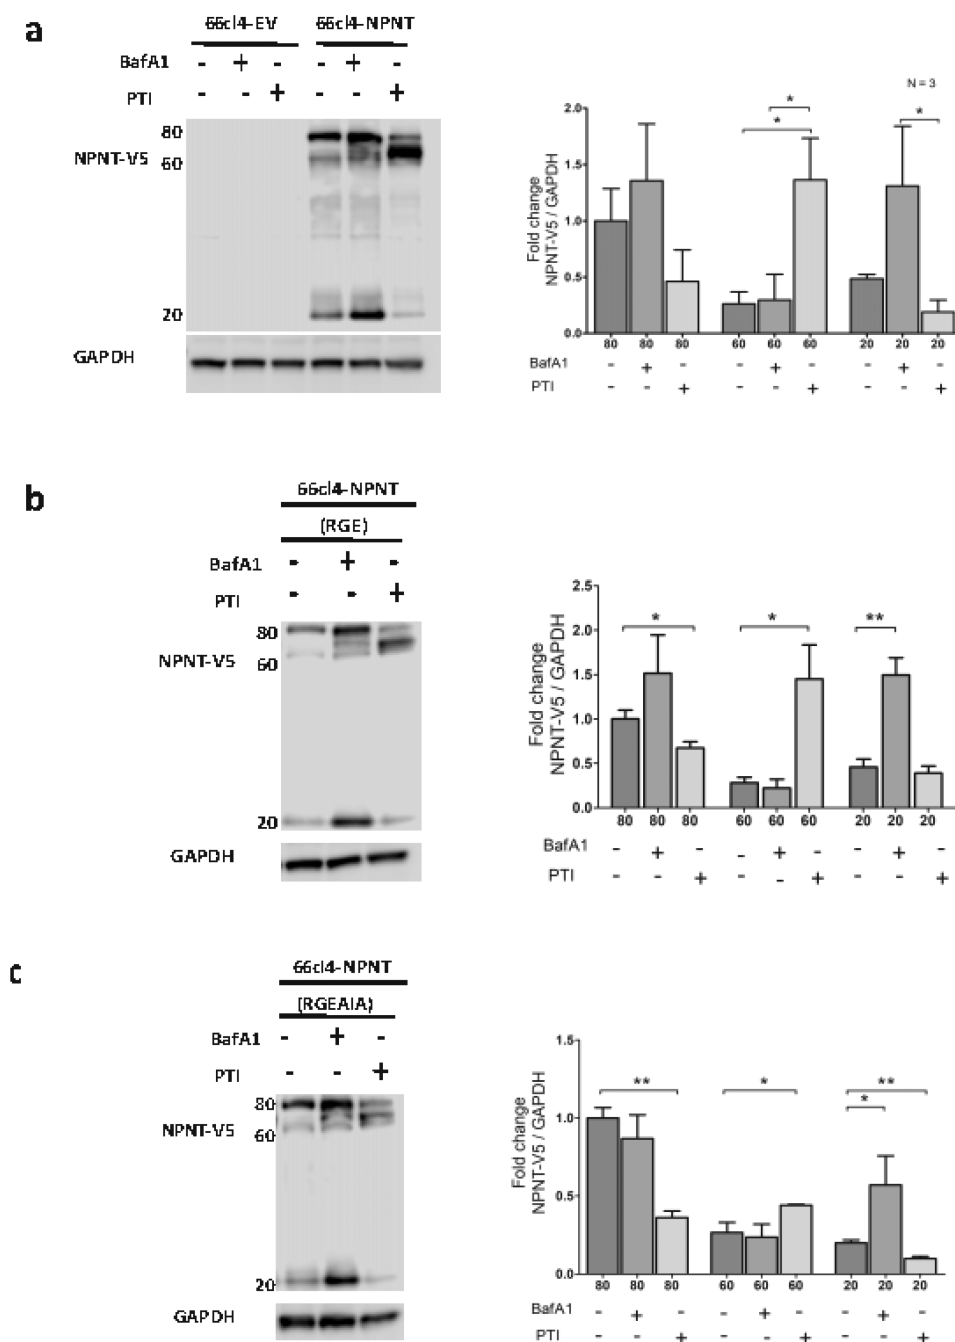 a
66cl4-EV 66cl4-NPNT
BafA1 - + - - + -
PTI - - + - - +
NPNT-V5
80
60
20
GAPDH
N = 3
Fold change
NPNT-V5 / GAPDH
2.0
1.5
1.0
0.5
0.0
* * *
80 80 80 60 60 60 20 20 20
BafA1 - + - - + - - + -
PTI - - + - - + - - +
b
66cl4-NPNT
(RGE)
BafA1 - + -
PTI - - +
NPNT-V5
80
60
20
GAPDH
Fold change
NPNT-V5 / GAPDH
2.5
2.0
1.5
1.0
0.5
0.0
* * **
80 80 80 60 60 60 20 20 20
BafA1 - + - - + - - + -
PTI - - + - - + - - +
c
66cl4-NPNT
(RGEAIA)
BafA1 - + -
PTI - - +
NPNT-V5
80
60
20
GAPDH
Fold change
NPNT-V5 / GAPDH
1.5
1.0
0.5
0.0
** * ** *
80 80 80 60 60 60 20 20 20
BafA1 - + - - + - - + -
PTI - - + - - + - - +